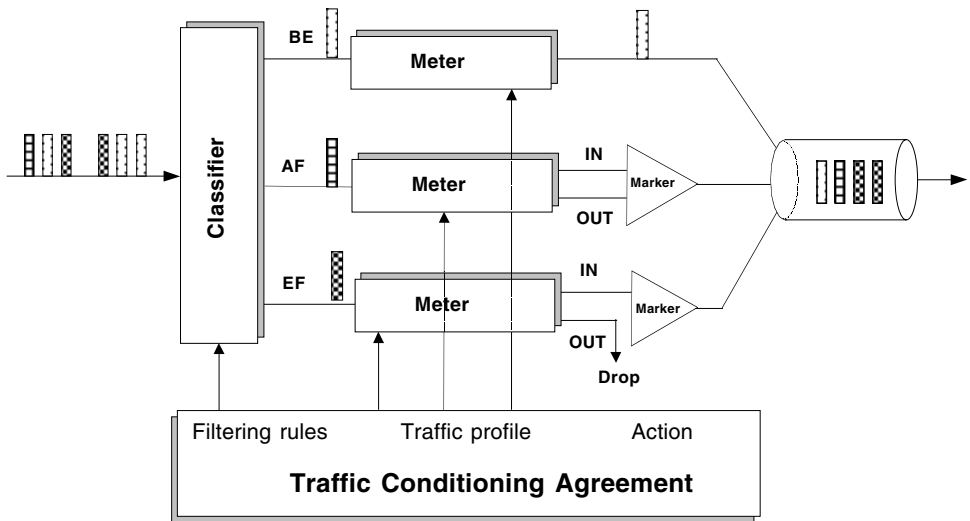 BE
Meter
Classifier
AF
Meter
IN
OUT
Marker
EF
Meter
IN
OUT
Marker
Drop
Filtering rules
Traffic profile
Action
Traffic Conditioning Agreement